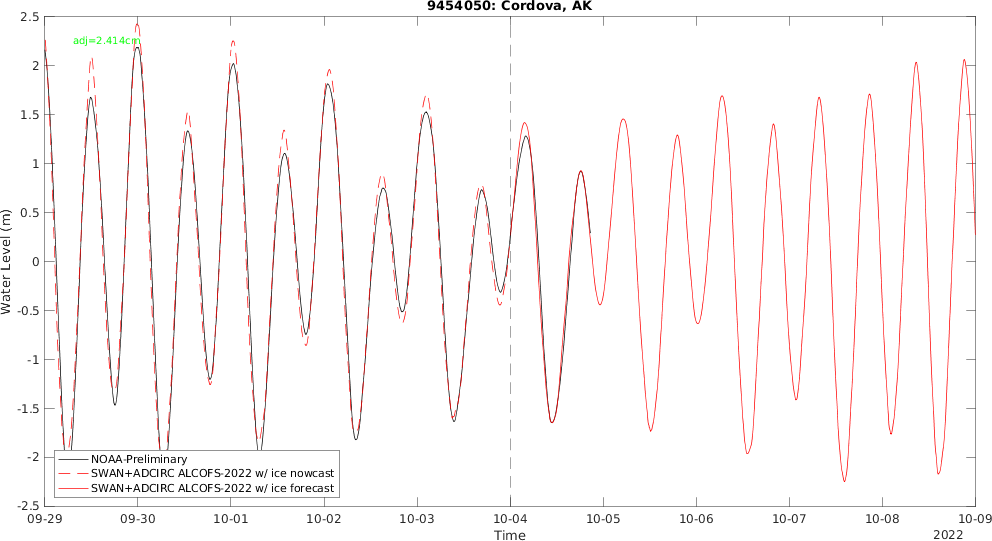 9454050: Cordova, AK
adj=2.414cm
Water Level (m)
2.5
2
1.5
1
0.5
0
-0.5
-1
-1.5
-2
-2.5
NOAA-Preliminary
SWAN+ADCIRC ALCOFS-2022 w/ ice nowcast
SWAN+ADCIRC ALCOFS-2022 w/ ice forecast
09-29 09-30 10-01 10-02 10-03 10-04 10-05 10-06 10-07 10-08 10-09
Time
2022